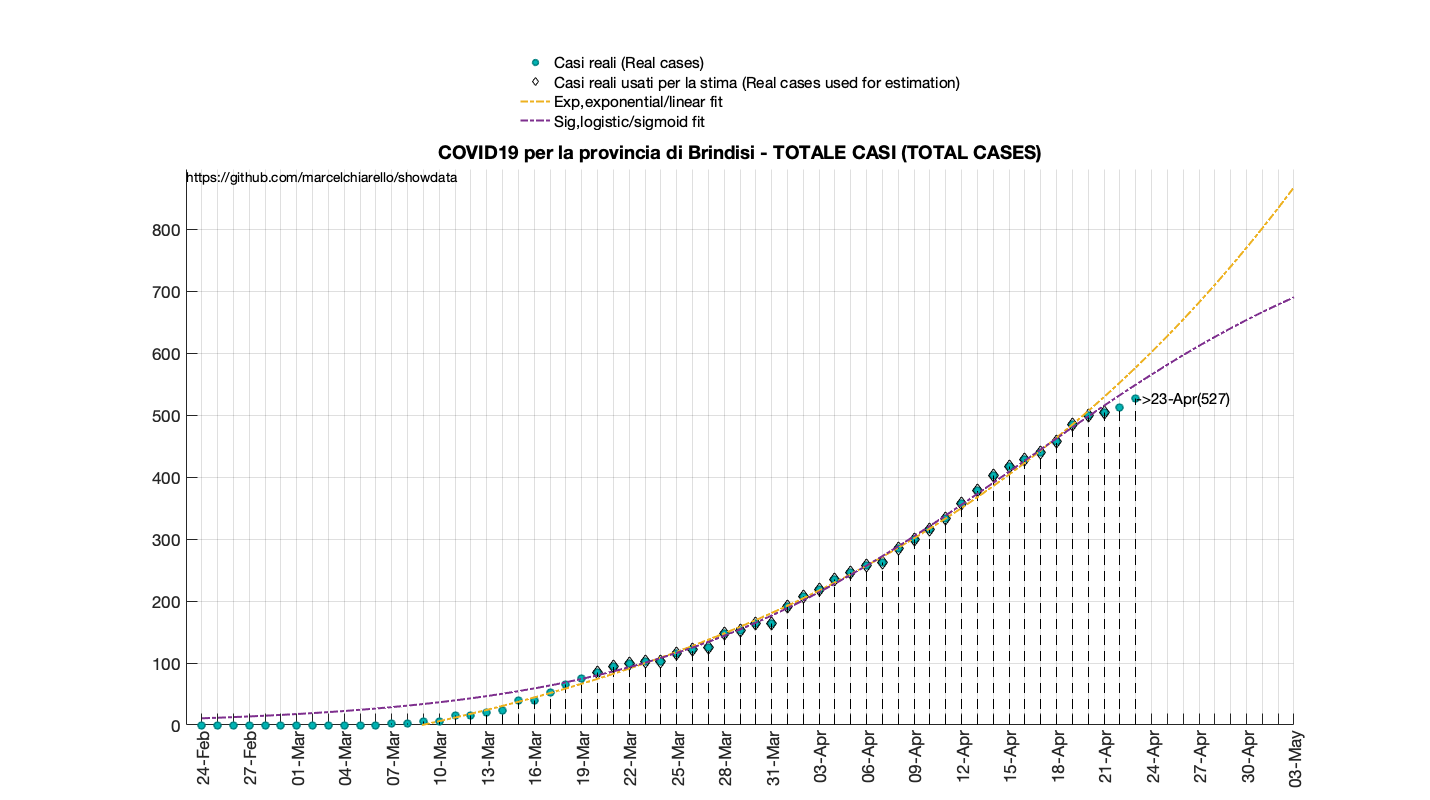 Casi reali (Real cases)
Casi reali usati per la stima (Real cases used for estimation)
Exp,exponential/linear fit
Sig,logistic/sigmoid fit
COVID19 per la provincia di Brindisi - TOTALE CASI (TOTAL CASES)
https://github.com/marcelchiarello/showdata
800
700
600
500
400
300
200
100
0
->23-Apr(527)
24-Feb
27-Feb
01-Mar
04-Mar
07-Mar
10-Mar
13-Mar
16-Mar
19-Mar
22-Mar
25-Mar
28-Mar
31-Mar
03-Apr
06-Apr
09-Apr
12-Apr
15-Apr
18-Apr
21-Apr
24-Apr
27-Apr
30-Apr
03-May